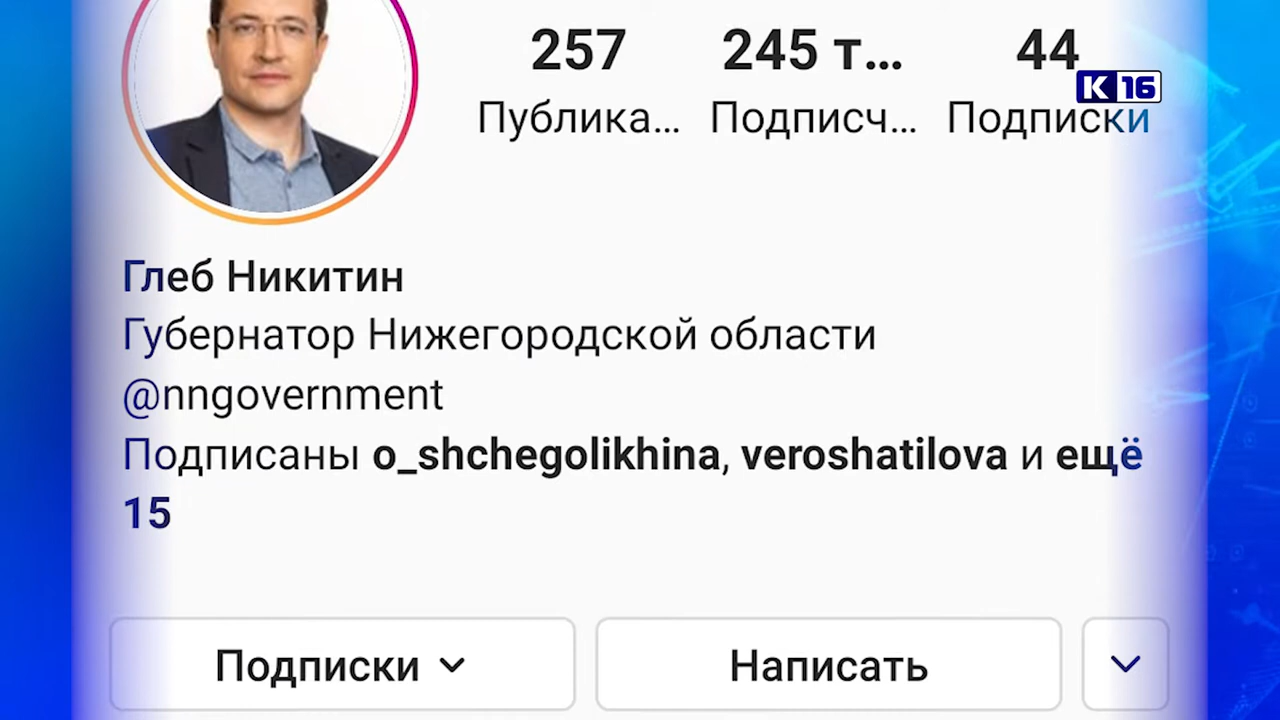 257 245 т... 44
К 16
Публика... Подписч... Подписки
Глеб Никитин
Губернатор Нижегородской области
@nngovernment
Подписаны o_shchegolikhina, veroshatilova и ещё
15
Подписки Написать